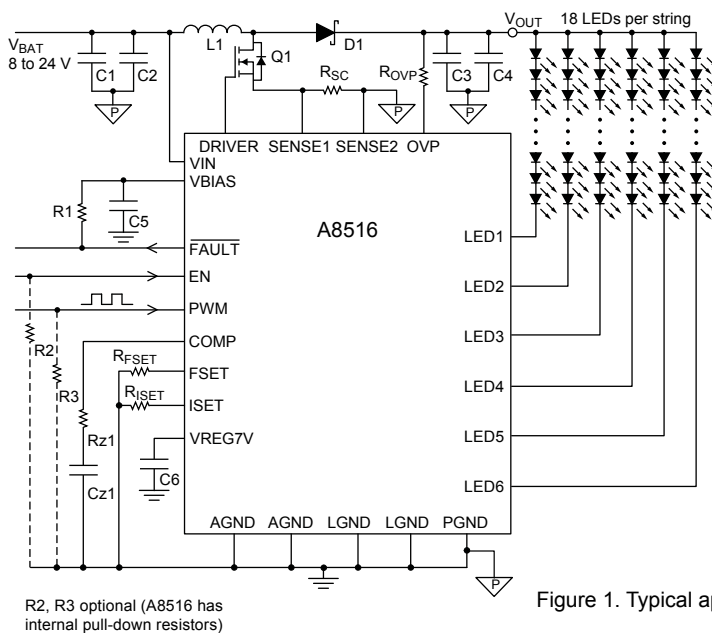 VOUT
18 LEDs per string
VBAT
8 to 24 V
L1
D1
Q1
C1
C2
RSC
ROVP
C3
C4
P
P
P
DRIVER
SENSE1
SENSE2
OVP
VIN
VBIAS
R1
C5
A8516
FAULT
LED1
EN
LED2
PWM
R2
COMP
LED3
RFSET
FSET
R3
RISET
ISET
LED4
Rz1
VREG7V
LED5
Cz1
C6
LED6
AGND
AGND
LGND
LGND
PGND
P
R2, R3 optional (A8516 has
internal pull-down resistors)
Figure 1. Typical ap